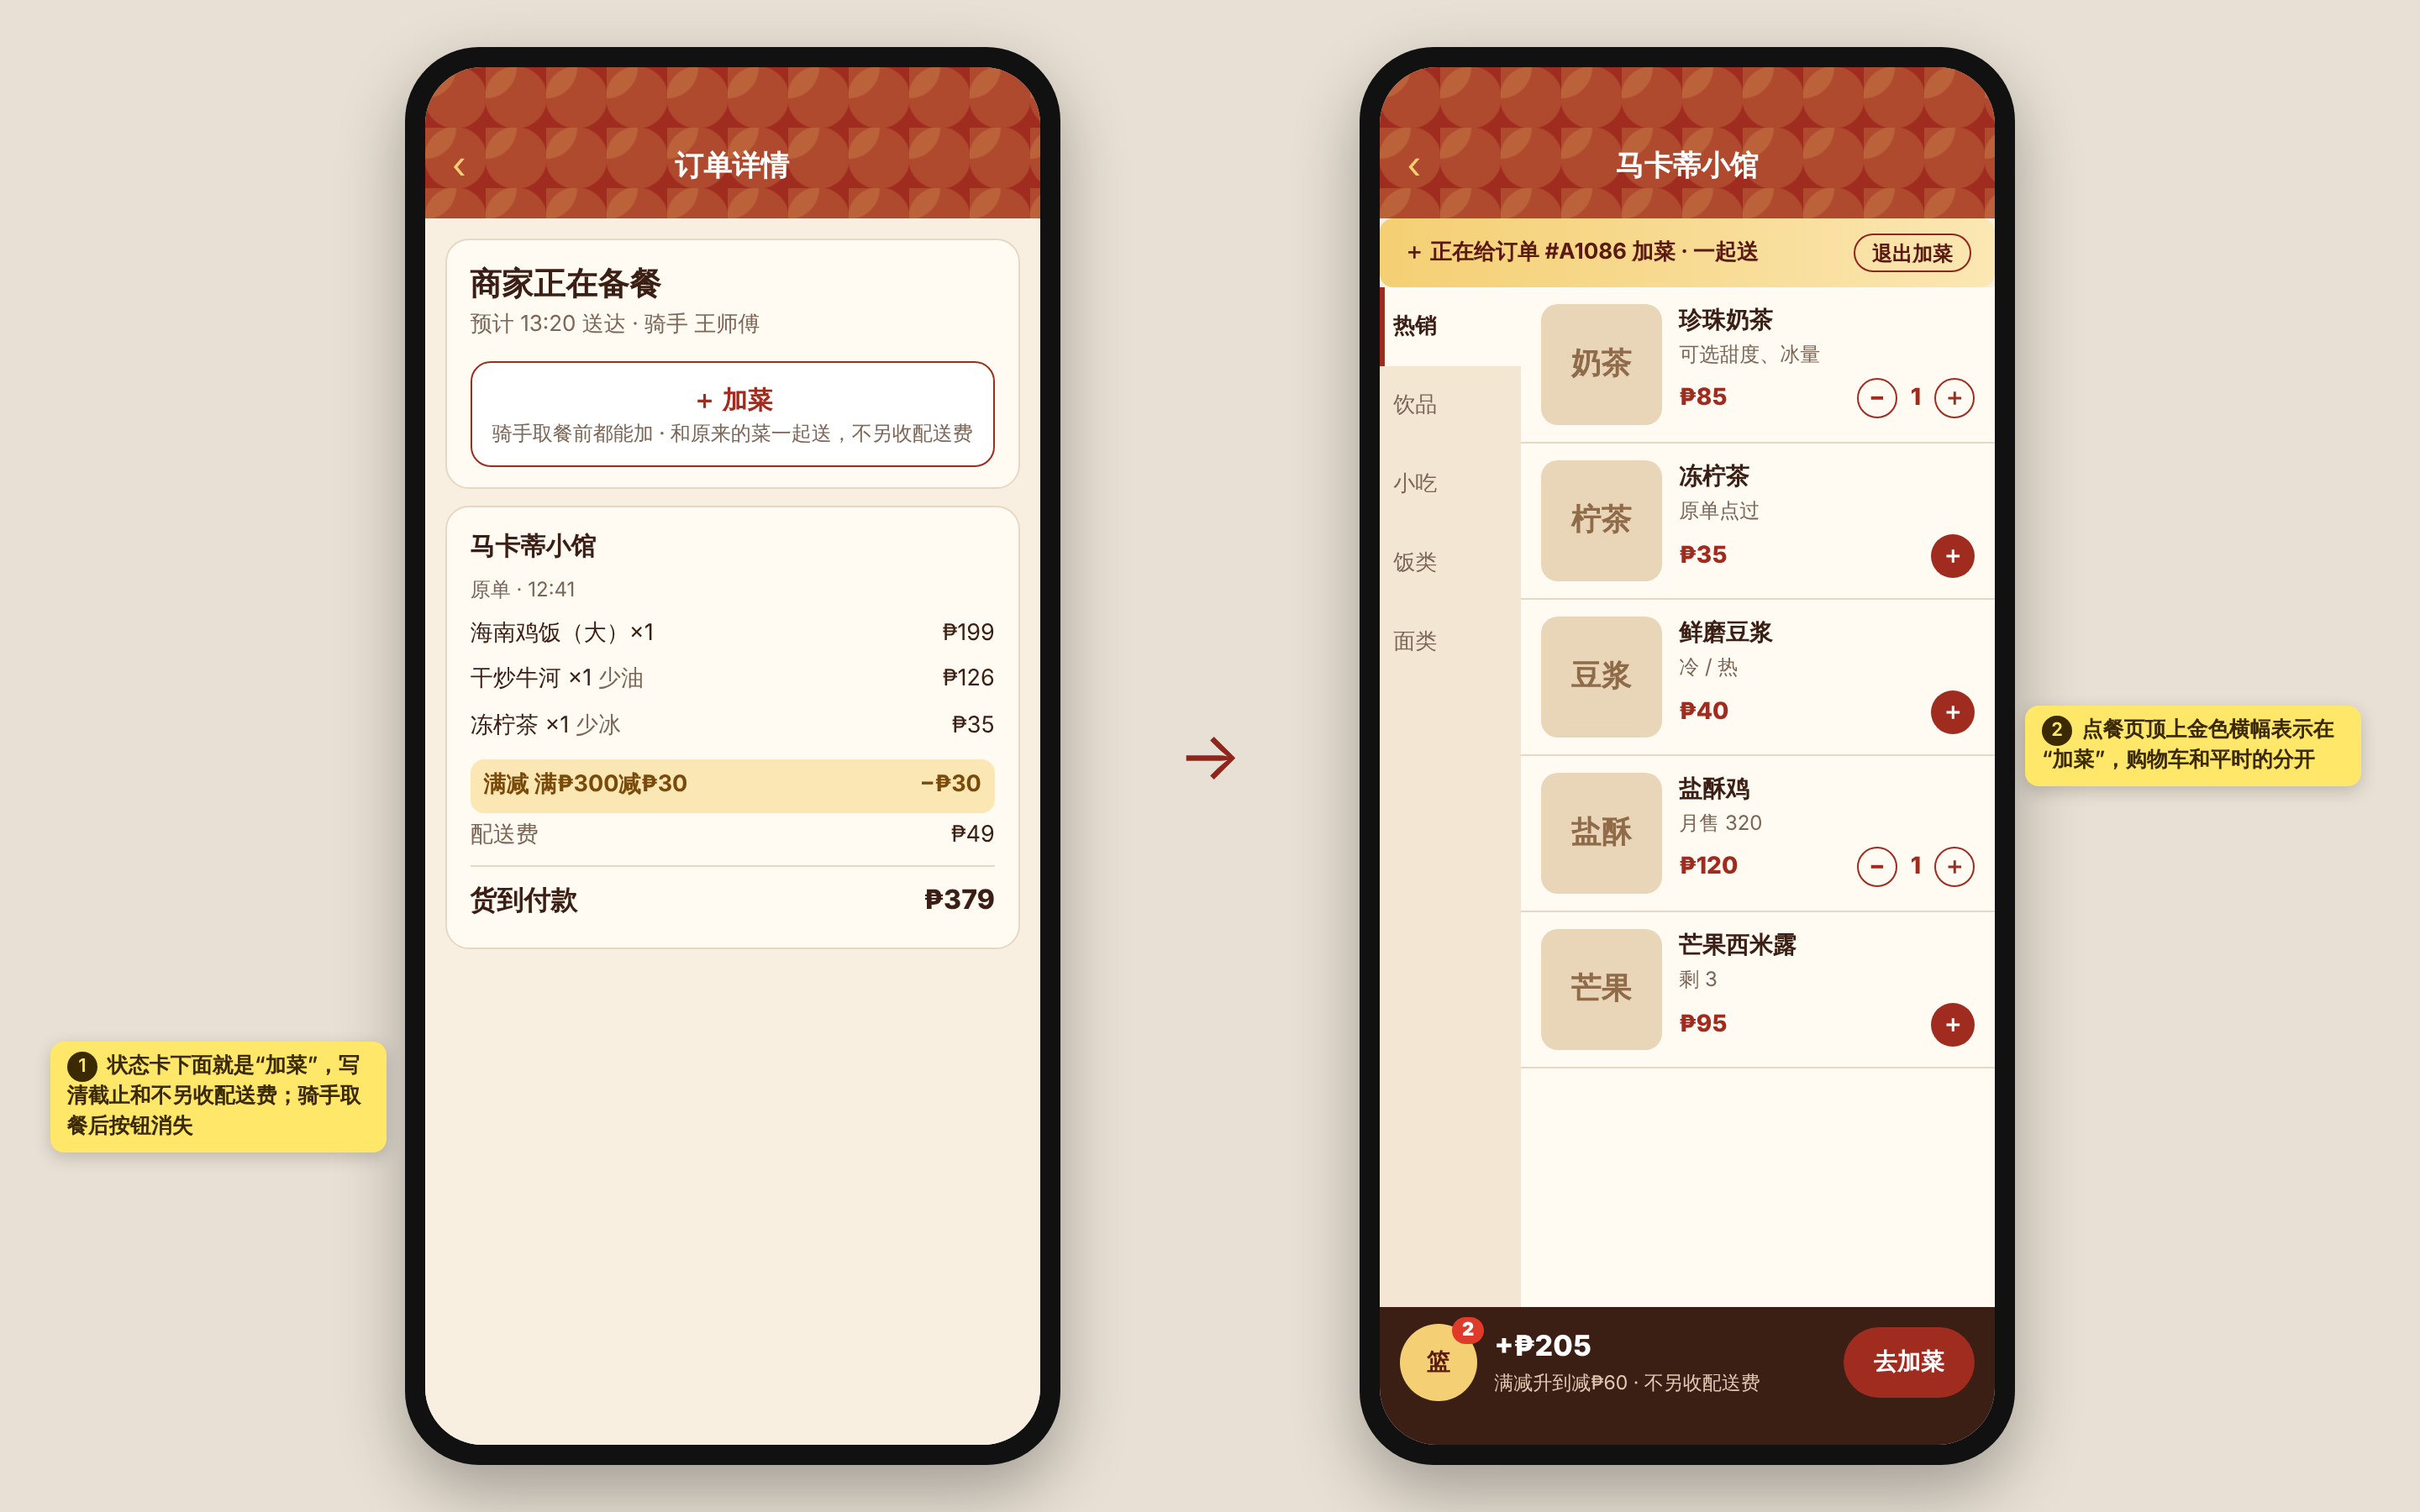 订单详情
商家正在备餐
预计 13:20 送达 · 骑手 王师傅
+ 加菜
骑手取餐前都能加 · 和原来的菜一起送，不另收配送费
马卡蒂小馆
原单 · 12:41
海南鸡饭（大）×1 ₱199
干炒牛河 ×1 少油 ₱126
冻柠茶 ×1 少冰 ₱35
满减 满₱300减₱30 −₱30
配送费 ₱49
货到付款 ₱379
1 状态卡下面就是“加菜”，写
清截止和不另收配送费；骑手取
餐后按钮消失
→
马卡蒂小馆
+ 正在给订单 #A1086 加菜 · 一起送 退出加菜
热销
饮品
小吃
饭类
面类
奶茶
珍珠奶茶
可选甜度、冰量
₱85 − 1 +
柠茶
冻柠茶
原单点过
₱35 +
豆浆
鲜磨豆浆
冷 / 热
₱40 +
盐酥
盐酥鸡
月售 320
₱120 − 1 +
芒果
芒果西米露
剩 3
₱95 +
篮 2
+₱205
满减升到减₱60 · 不另收配送费
去加菜
2 点餐页顶上金色横幅表示在
“加菜”，购物车和平时的分开